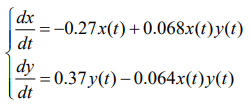 dx/dt = −0.27x(t) + 0.068x(t)y(t)
dy/dt = 0.37y(t) − 0.064x(t)y(t)